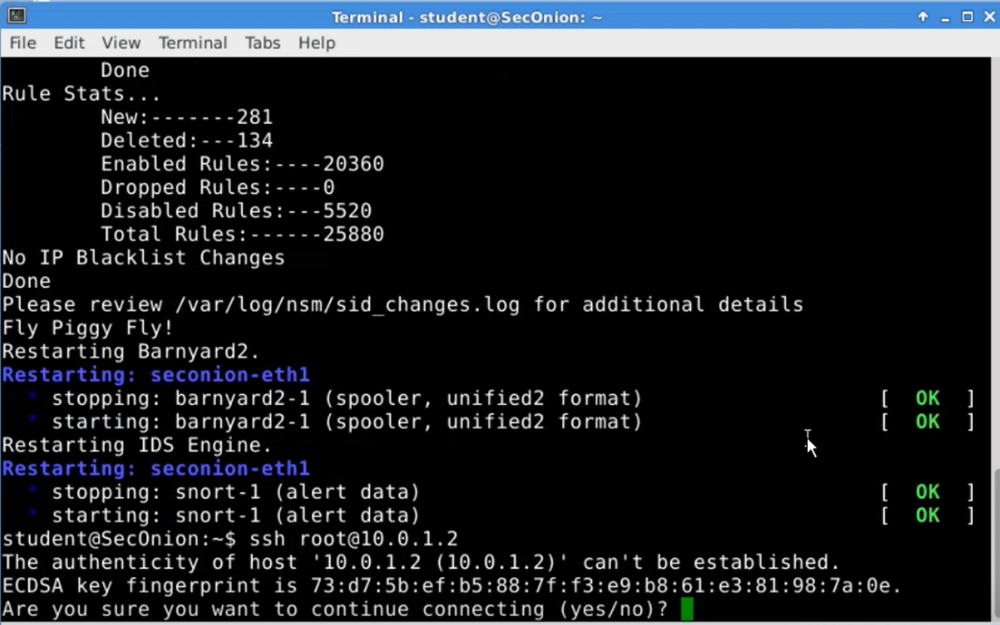 Terminal - student@SecOnion: ~
File Edit View Terminal Tabs Help
Done
Rule Stats...
New:-------281
Deleted:---134
Enabled Rules:----20360
Dropped Rules:----0
Disabled Rules:---5520
Total Rules:------25880
No IP Blacklist Changes
Done
Please review /var/log/nsm/sid_changes.log for additional details
Fly Piggy Fly!
Restarting Barnyard2.
Restarting: seconion-eth1
* stopping: barnyard2-1 (spooler, unified2 format) [ OK ]
* starting: barnyard2-1 (spooler, unified2 format) [ OK ]
Restarting IDS Engine.
Restarting: seconion-eth1
* stopping: snort-1 (alert data) [ OK ]
* starting: snort-1 (alert data) [ OK ]
student@SecOnion:~$ ssh root@10.0.1.2
The authenticity of host '10.0.1.2 (10.0.1.2)' can't be established.
ECDSA key fingerprint is 73:d7:5b:ef:b5:88:7f:f3:e9:b8:61:e3:81:98:7a:0e.
Are you sure you want to continue connecting (yes/no)?